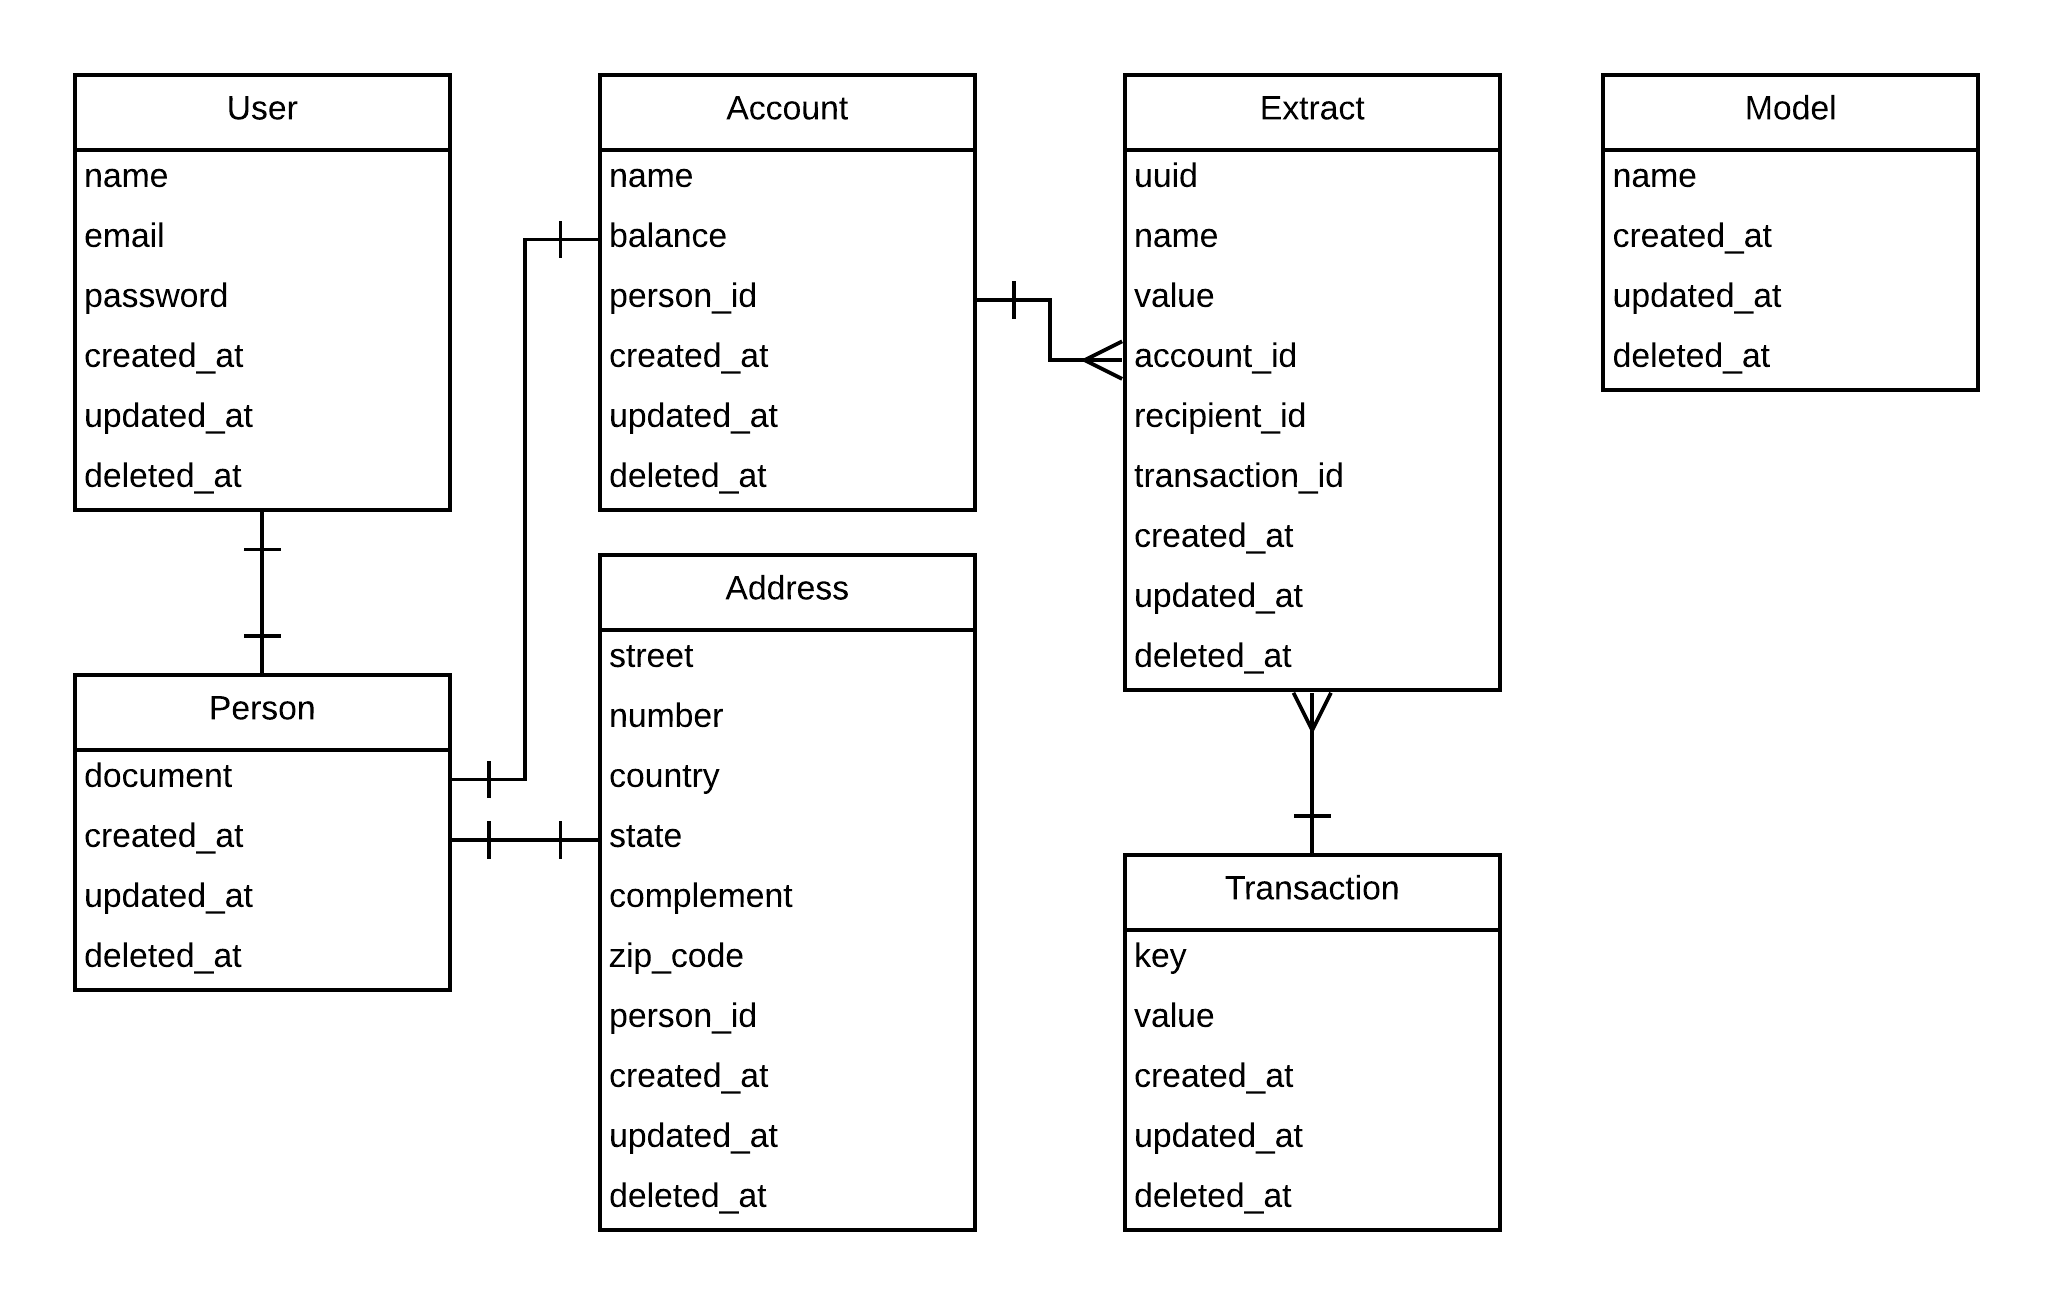 User
name
email
password
created_at
updated_at
deleted_at
Person
document
created_at
updated_at
deleted_at
Account
name
balance
person_id
created_at
updated_at
deleted_at
Address
street
number
country
state
complement
zip_code
person_id
created_at
updated_at
deleted_at
Extract
uuid
name
value
account_id
recipient_id
transaction_id
created_at
updated_at
deleted_at
Transaction
key
value
created_at
updated_at
deleted_at
Model
name
created_at
updated_at
deleted_at